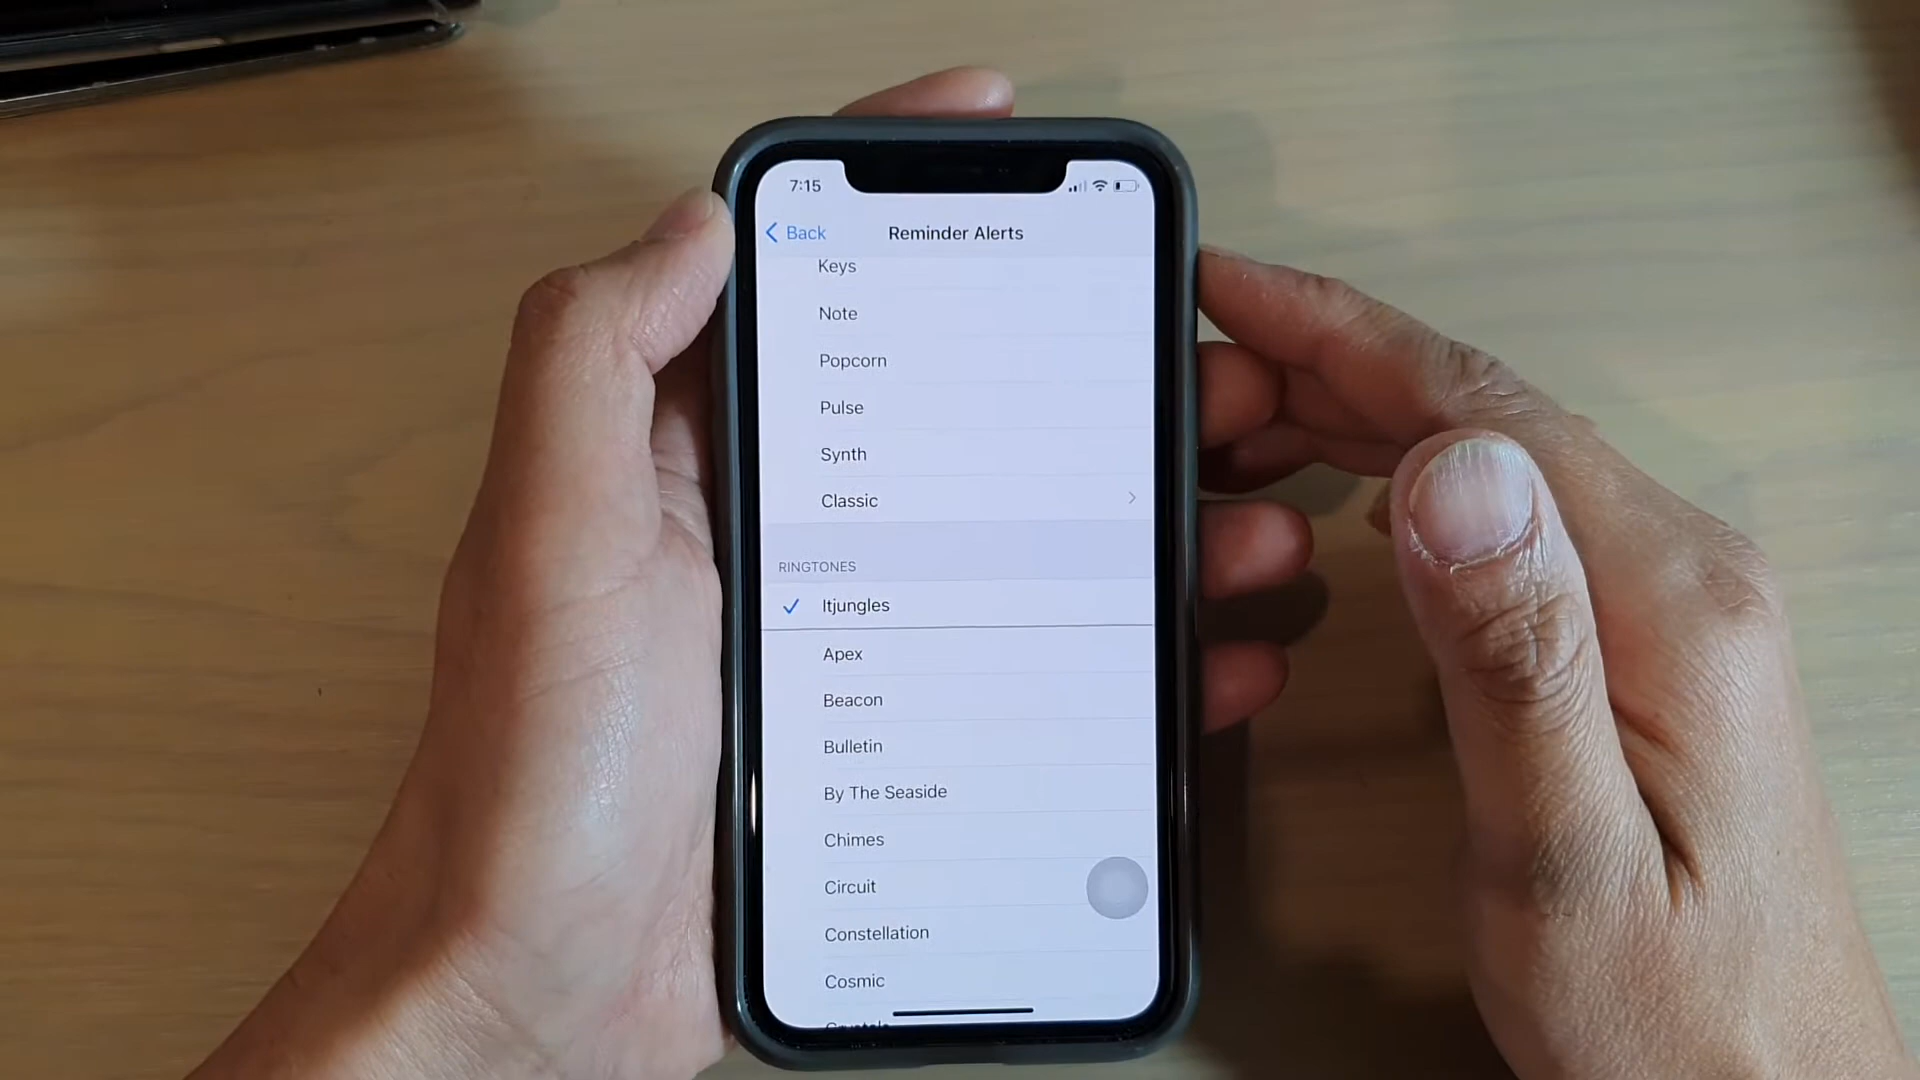 7:15
Back
Reminder Alerts
Keys
Note
Popcorn
Pulse
Synth
Classic
RINGTONES
Itjungles
Apex
Beacon
Bulletin
By The Seaside
Chimes
Circuit
Constellation
Cosmic